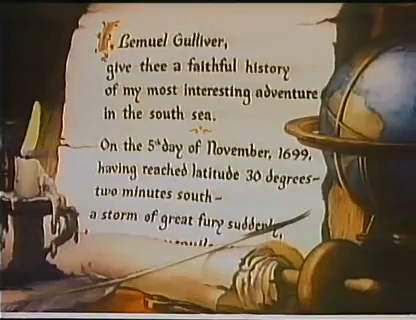 I, Lemuel Gulliver,
give thee a faithful history
of my most interesting adventure
in the south sea.
On the 5th day of November, 1699,
having reached latitude 30 degrees-
two minutes south-
a storm of great fury suddenly